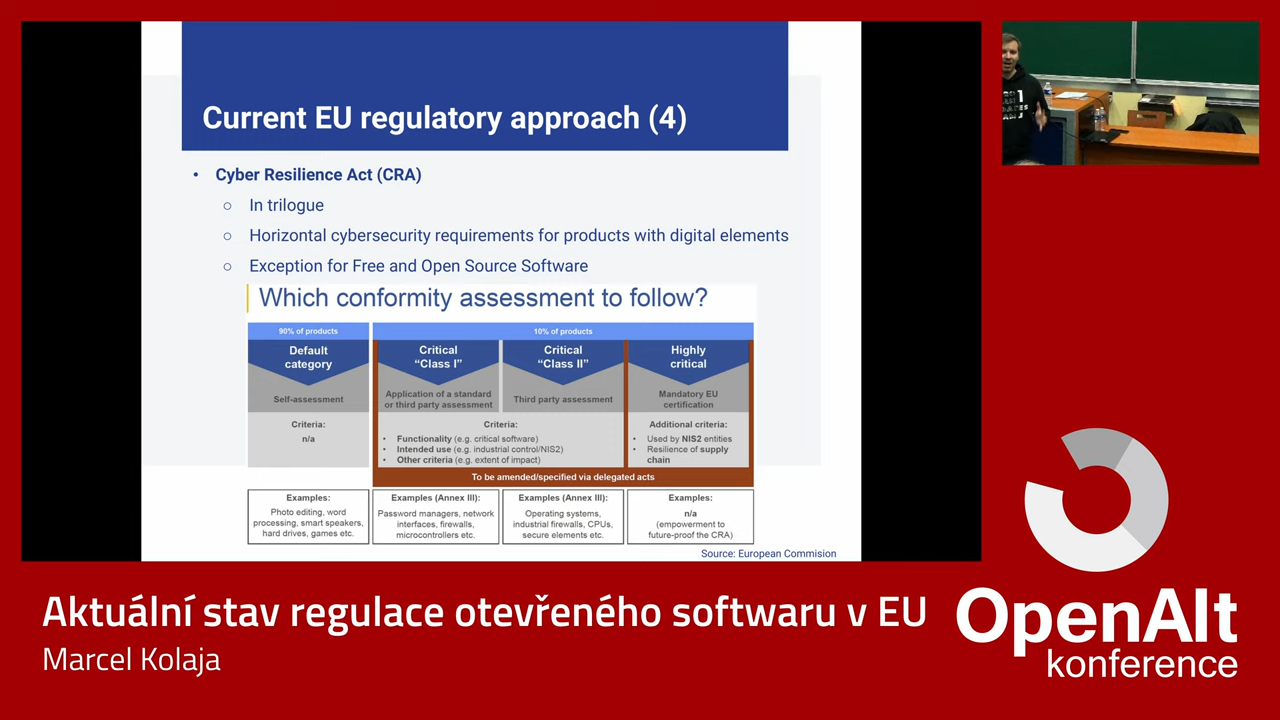 Current EU regulatory approach (4)
• Cyber Resilience Act (CRA)
○ In trilogue
○ Horizontal cybersecurity requirements for products with digital elements
○ Exception for Free and Open Source Software
Which conformity assessment to follow?
90% of products
10% of products
Default
category
Critical
“Class I”
Critical
“Class II”
Highly
critical
Self-assessment
Application of a standard
or third party assessment
Third party assessment
Mandatory EU
certification
Criteria:
n/a
Criteria:
• Functionality (e.g. critical software)
• Intended use (e.g. industrial control/NIS2)
• Other criteria (e.g. extent of impact)
Additional criteria:
• Used by NIS2 entities
• Resilience of supply
chain
To be amended/specified via delegated acts
Examples:
Photo editing, word
processing, smart speakers,
hard drives, games etc.
Examples (Annex III):
Password managers, network
interfaces, firewalls,
microcontrollers etc.
Examples (Annex III):
Operating systems,
industrial firewalls, CPUs,
secure elements etc.
Examples:
n/a
(empowerment to
future-proof the CRA)
Source: European Commision
Aktuální stav regulace otevřeného softwaru v EU
Marcel Kolaja
OpenAlt
konference